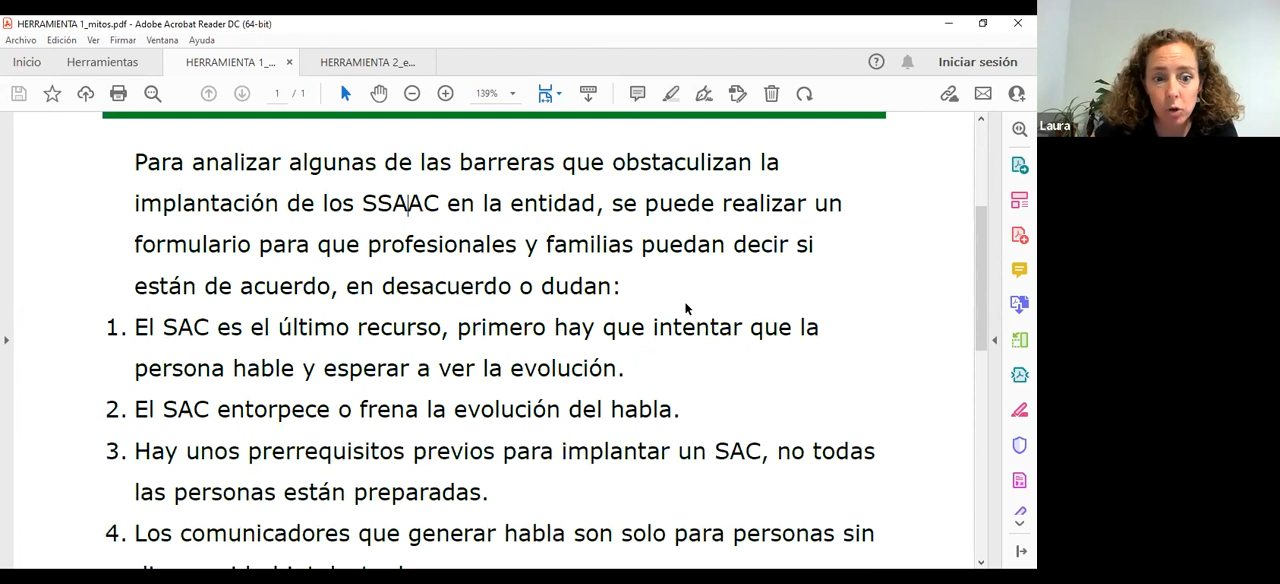 HERRAMIENTA 1_mitos.pdf - Adobe Acrobat Reader DC (64-bit)
Archivo Edición Ver Firmar Ventana Ayuda
Inicio Herramientas HERRAMIENTA 1_... × HERRAMIENTA 2_e... Iniciar sesión
1 / 1 139%
Laura
Para analizar algunas de las barreras que obstaculizan la
implantación de los SSAAC en la entidad, se puede realizar un
formulario para que profesionales y familias puedan decir si
están de acuerdo, en desacuerdo o dudan:
1. El SAC es el último recurso, primero hay que intentar que la
persona hable y esperar a ver la evolución.
2. El SAC entorpece o frena la evolución del habla.
3. Hay unos prerrequisitos previos para implantar un SAC, no todas
las personas están preparadas.
4. Los comunicadores que generar habla son solo para personas sin